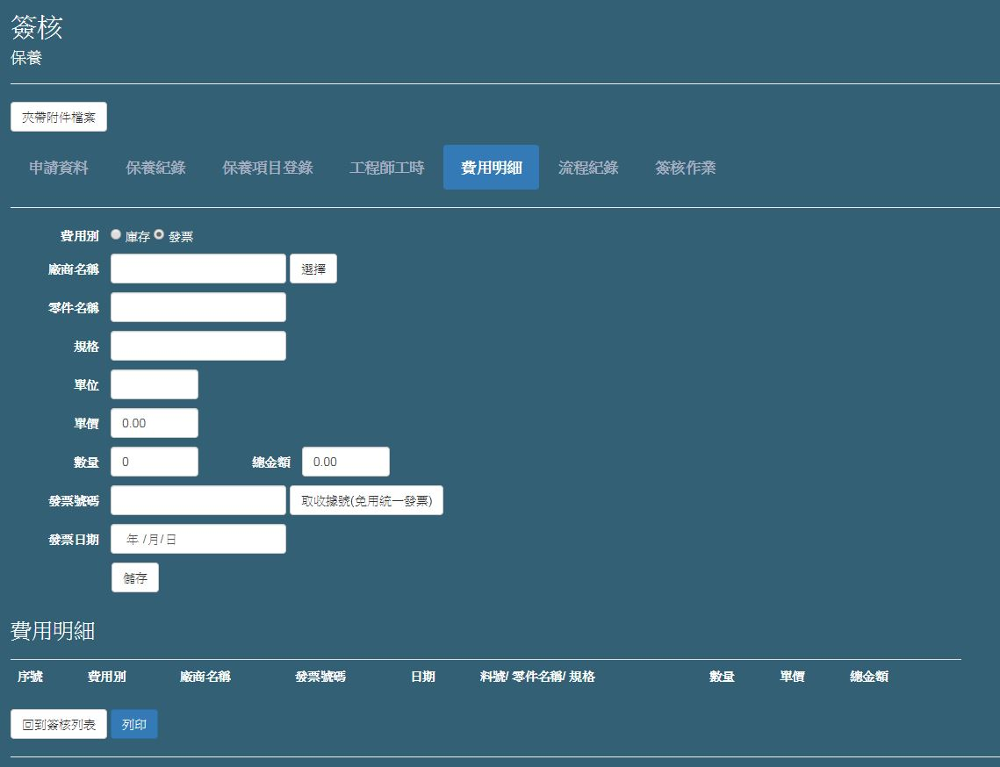 簽核
保養
夾帶附件檔案
申請資料 保養紀錄 保養項目登錄 工程師工時 費用明細 流程紀錄 簽核作業
費用別 庫存 發票
廠商名稱 選擇
零件名稱
規格
單位
單價 0.00
數量 0 總金額 0.00
發票號碼 取收據號(免用統一發票)
發票日期 年 /月/日
儲存
費用明細
序號 費用別 廠商名稱 發票號碼 日期 料號/ 零件名稱/ 規格 數量 單價 總金額
回到簽核列表 列印